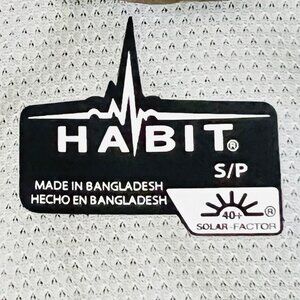 HABIT®
S/P
MADE IN BANGLADESH
HECHO EN BANGLADESH
40+ ®
SOLAR-FACTOR